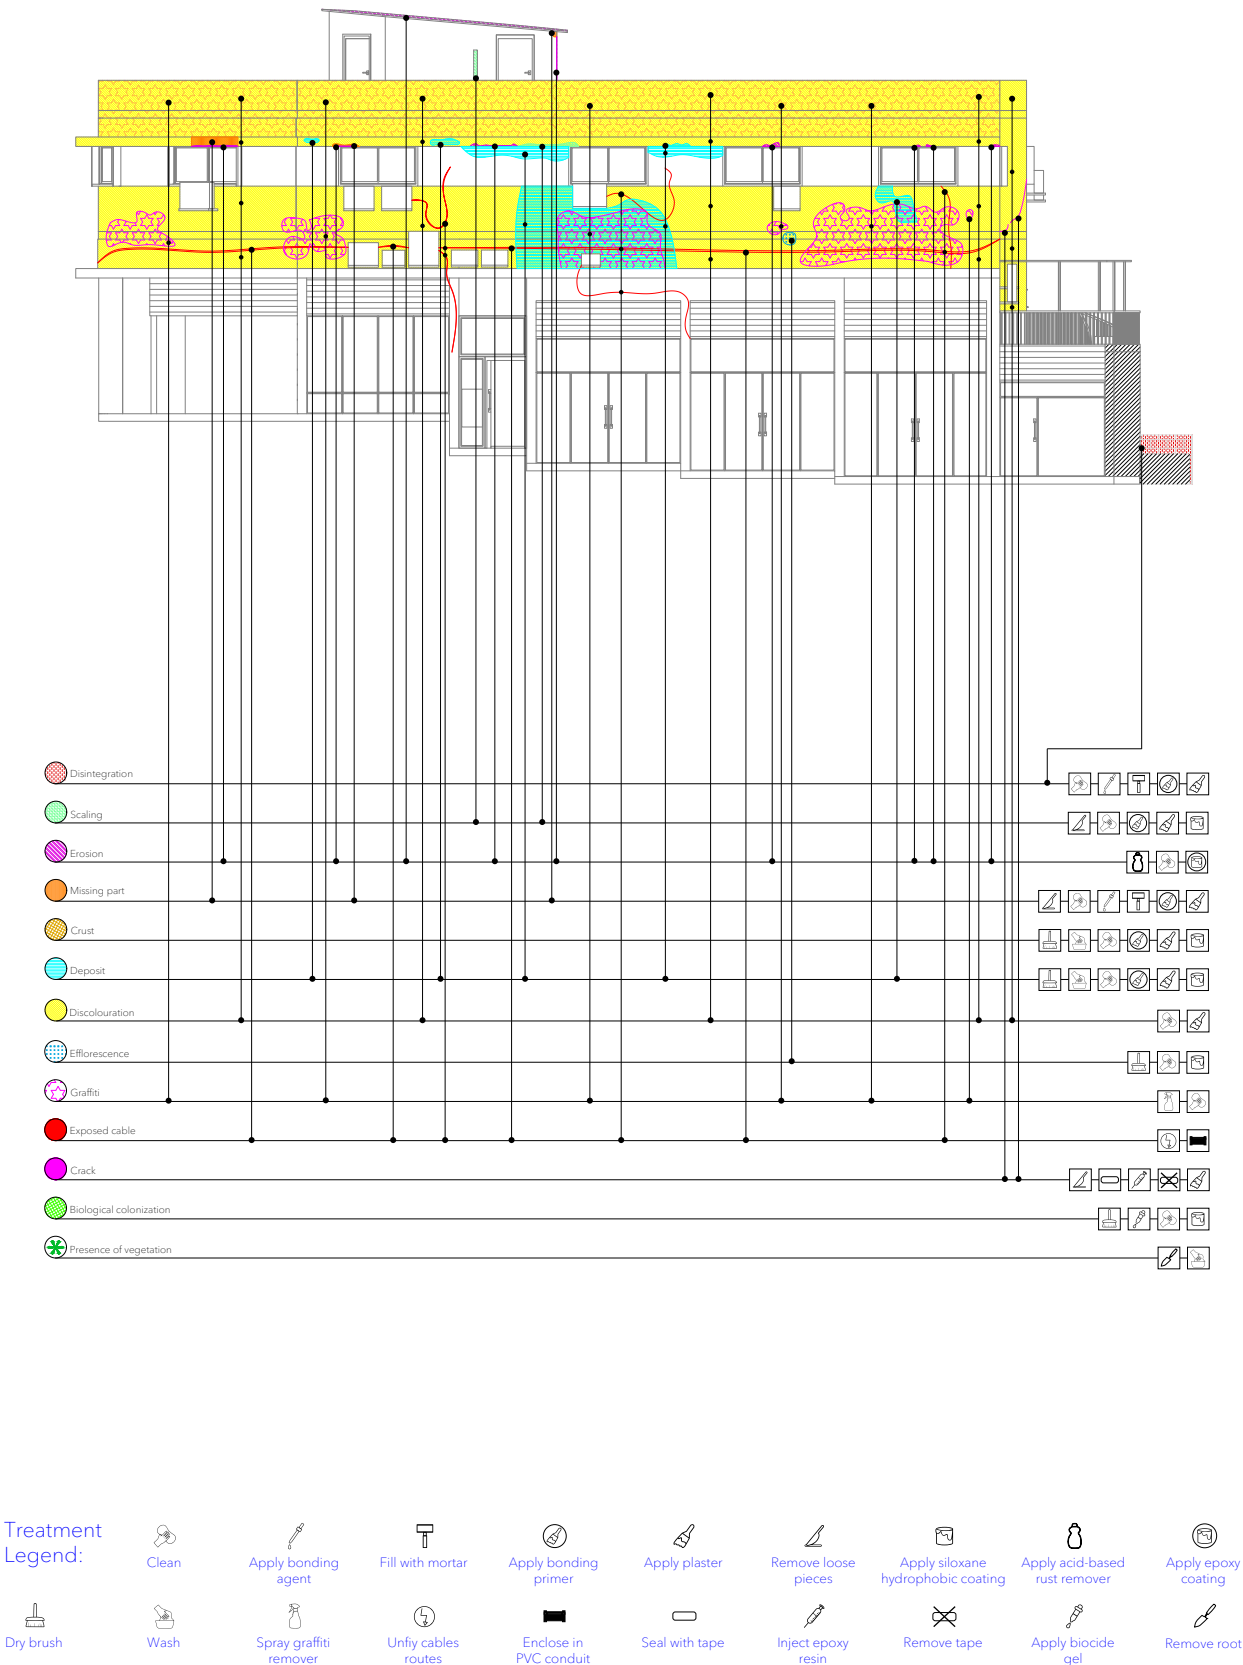 Disintegration
Scaling
Erosion
Missing part
Crust
Deposit
Discolouration
Efflorescence
Graffiti
Exposed cable
Crack
Biological colonization
Presence of vegetation
Treatment
Legend:
Clean
Apply bonding
agent
Fill with mortar
Apply bonding
primer
Apply plaster
Remove loose
pieces
Apply siloxane
hydrophobic coating
Apply acid-based
rust remover
Apply epoxy
coating
Dry brush
Wash
Spray graffiti
remover
Unfiy cables
routes
Enclose in
PVC conduit
Seal with tape
Inject epoxy
resin
Remove tape
Apply biocide
gel
Remove root